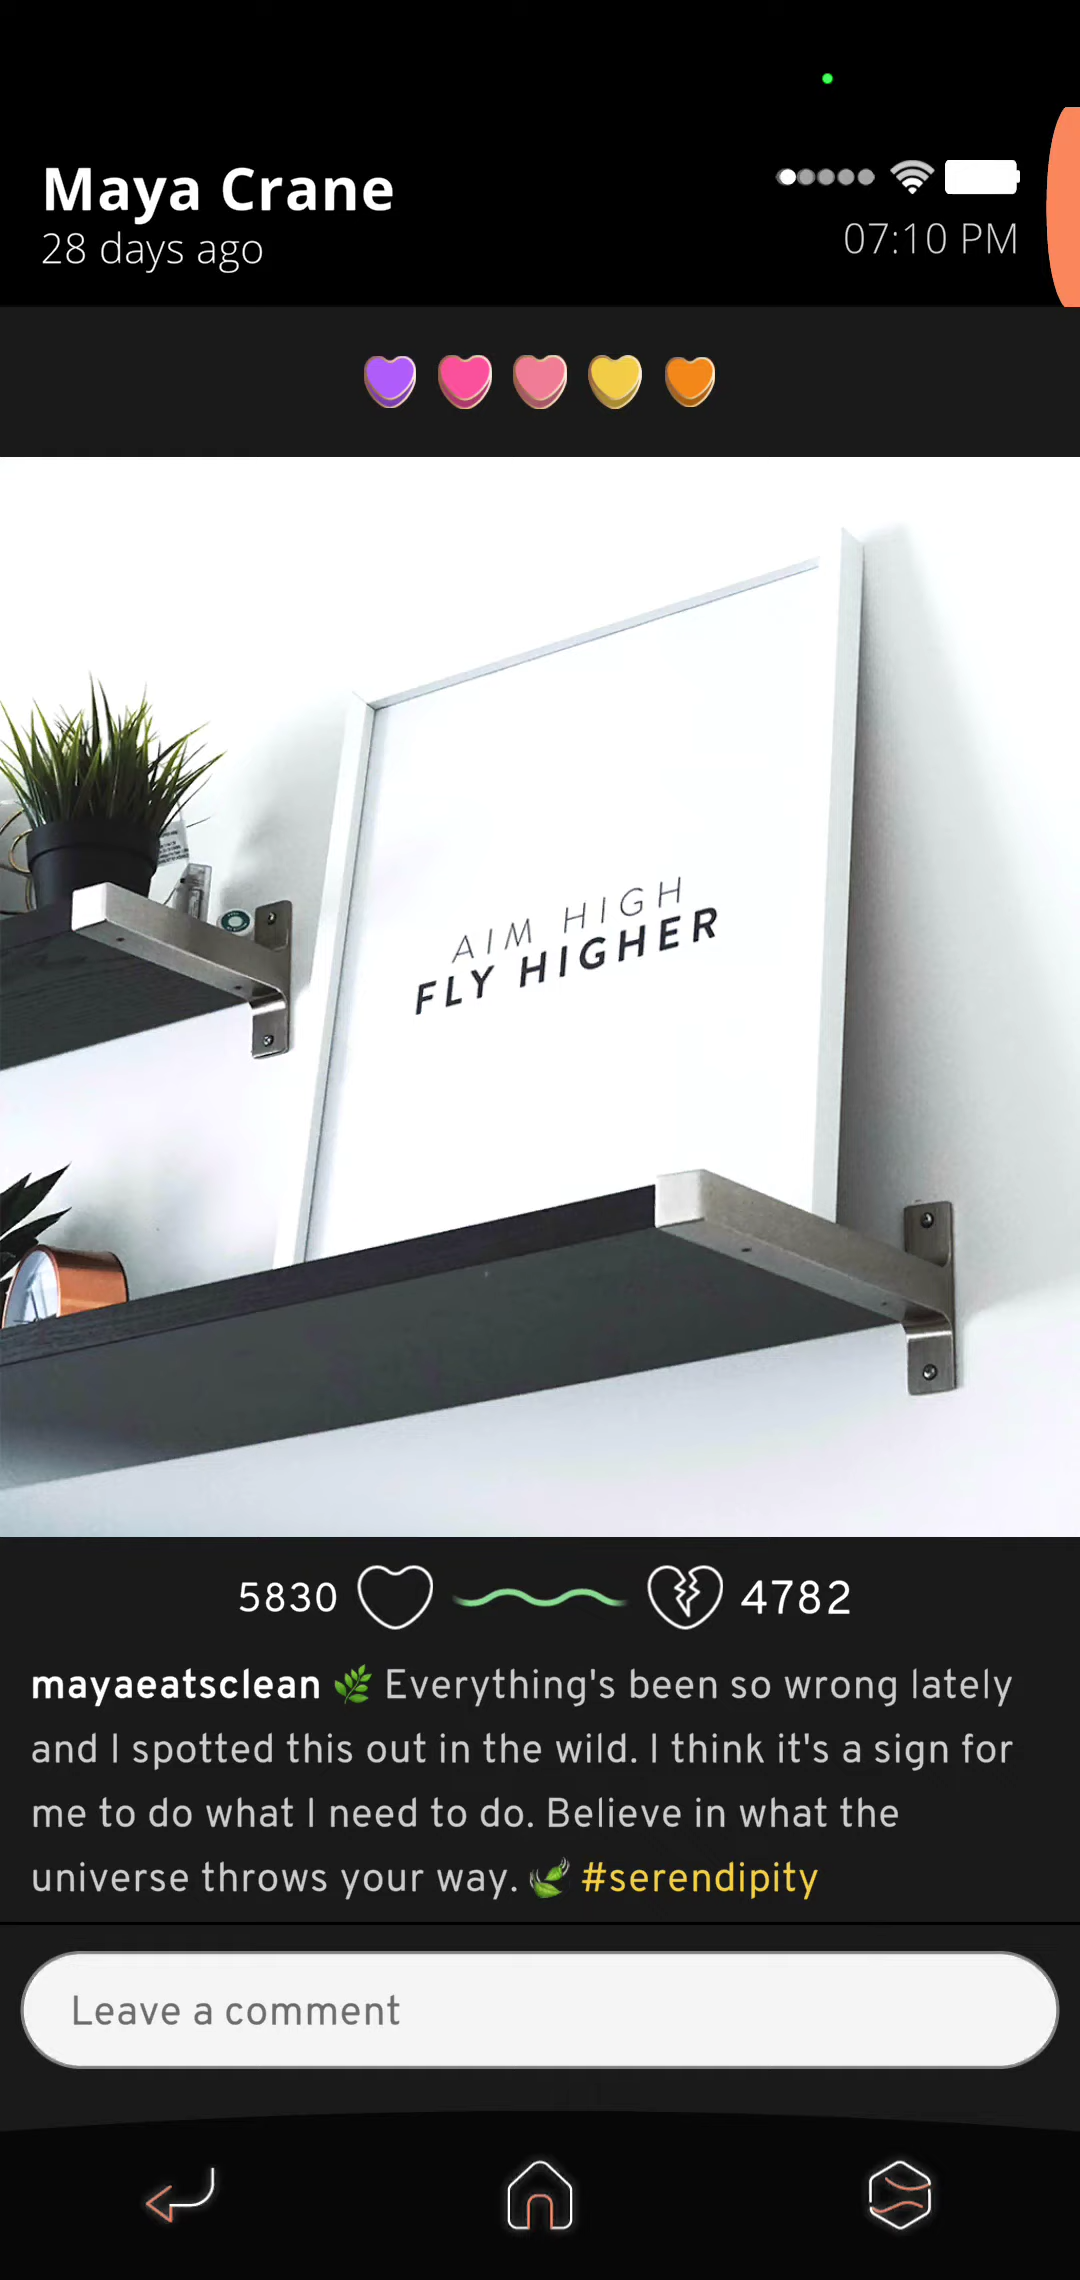 Maya Crane
28 days ago
07:10 PM
AIM HIGH
FLY HIGHER
5830
4782
mayaeatsclean 🌿 Everything's been so wrong lately
and I spotted this out in the wild. I think it's a sign for
me to do what I need to do. Believe in what the
universe throws your way. 🍃 #serendipity
Leave a comment